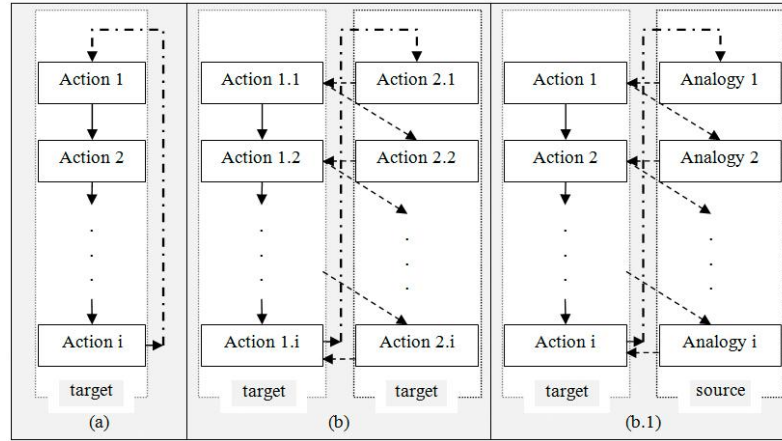 Action 1
Action 2
.
.
.
Action i
target
(a)
Action 1.1
Action 2.1
Action 1.2
Action 2.2
.
.
.
.
.
.
Action 1.i
Action 2.i
target
target
(b)
Action 1
Analogy 1
Action 2
Analogy 2
.
.
.
.
.
.
Action i
Analogy i
target
source
(b.1)